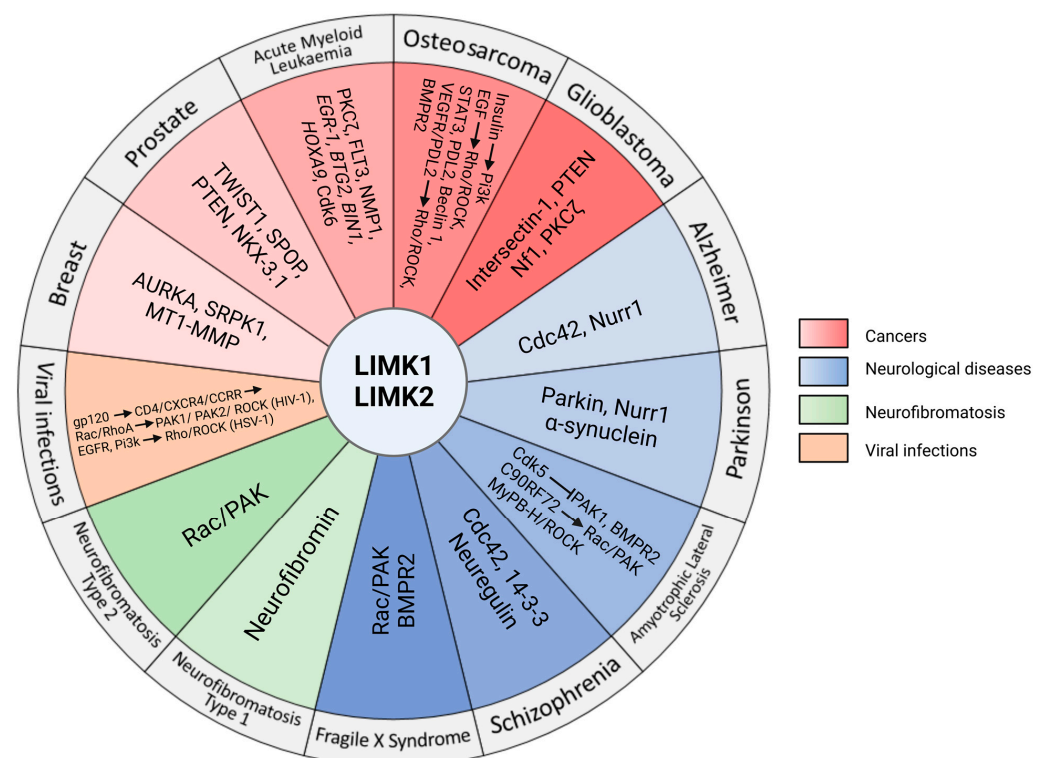 Acute Myeloid
Leukaemia
PKCζ, FLT3, NMP1,
EGR-1, BTG2, BIN1,
HOXA9, Cdk6
Osteosarcoma
Insulin → Pi3k
EGF → Rho/ROCK,
STAT3, PDL2, Beclin 1,
VEGFR/PDL2 → Rho/ROCK,
BMPR2
Glioblastoma
Intersectin-1, PTEN
Nf1, PKCζ
Alzheimer
Cdc42, Nurr1
Parkinson
Parkin, Nurr1
α-synuclein
Amyotrophic Lateral
Sclerosis
Cdk5 ⊣ PAK1, BMPR2
C90RF72 → Rac/PAK
MyPB-H/ROCK
Schizophrenia
Cdc42, 14-3-3
Neuregulin
Fragile X Syndrome
Rac/PAK
BMPR2
Neurofibromatosis
Type 1
Neurofibromin
Neurofibromatosis
Type 2
Rac/PAK
Viral infections
gp120 → CD4/CXCR4/CCRR →
Rac/RhoA → PAK1/ PAK2/ ROCK (HIV-1),
EGFR, Pi3k → Rho/ROCK (HSV-1)
Breast
AURKA, SRPK1,
MT1-MMP
Prostate
TWIST1, SPOP,
PTEN, NKX-3.1
LIMK1
LIMK2
Cancers
Neurological diseases
Neurofibromatosis
Viral infections